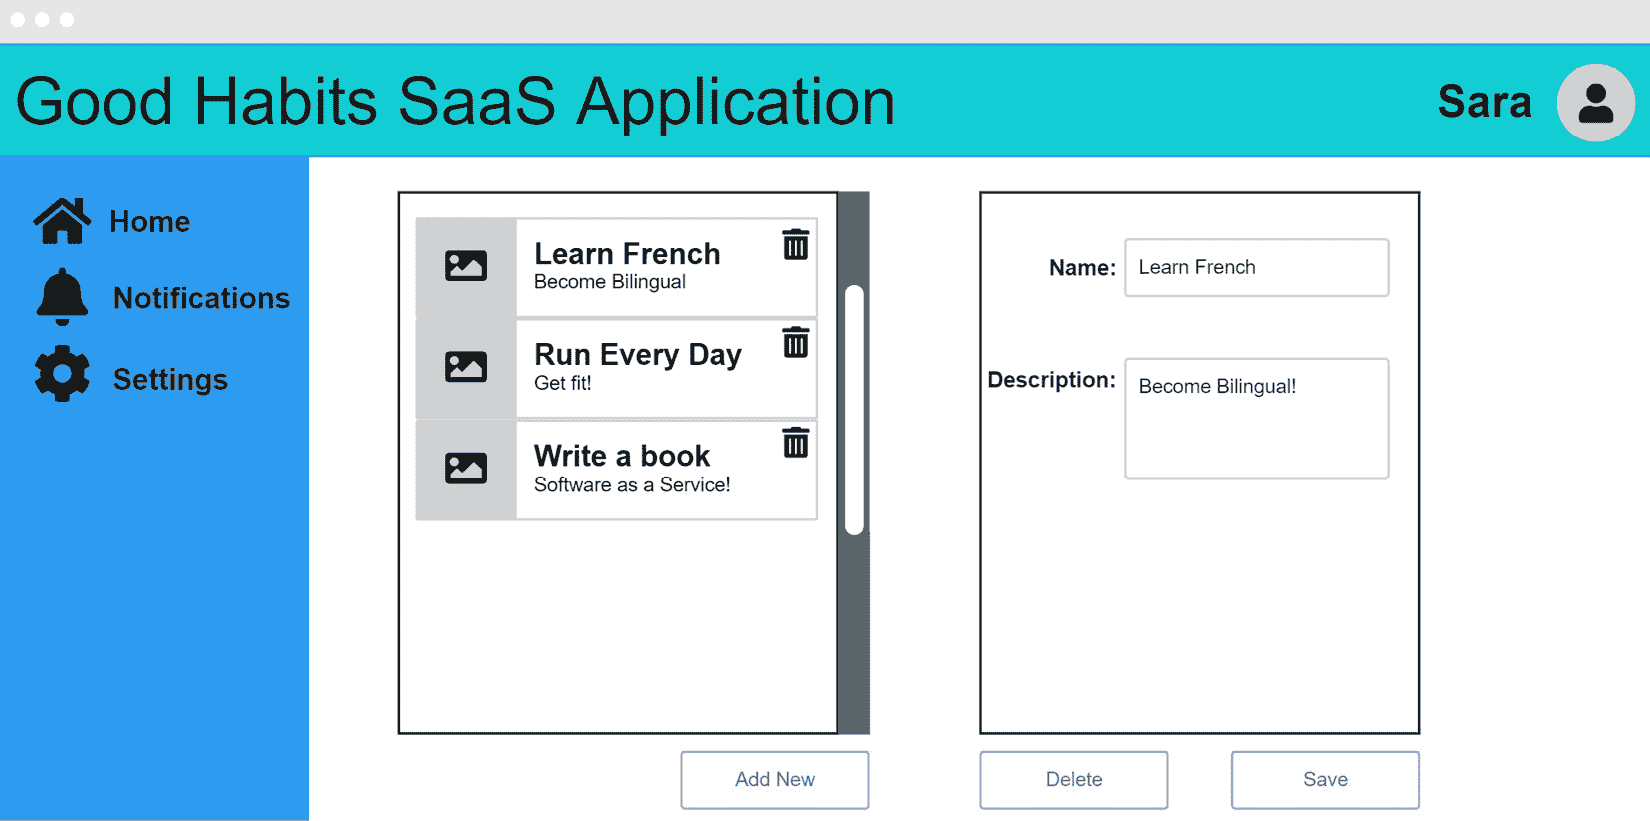 Good Habits SaaS Application
Sara
Home
Notifications
Settings
Learn French
Become Bilingual
Run Every Day
Get fit!
Write a book
Software as a Service!
Add New
Name: Learn French
Description: Become Bilingual!
Delete
Save